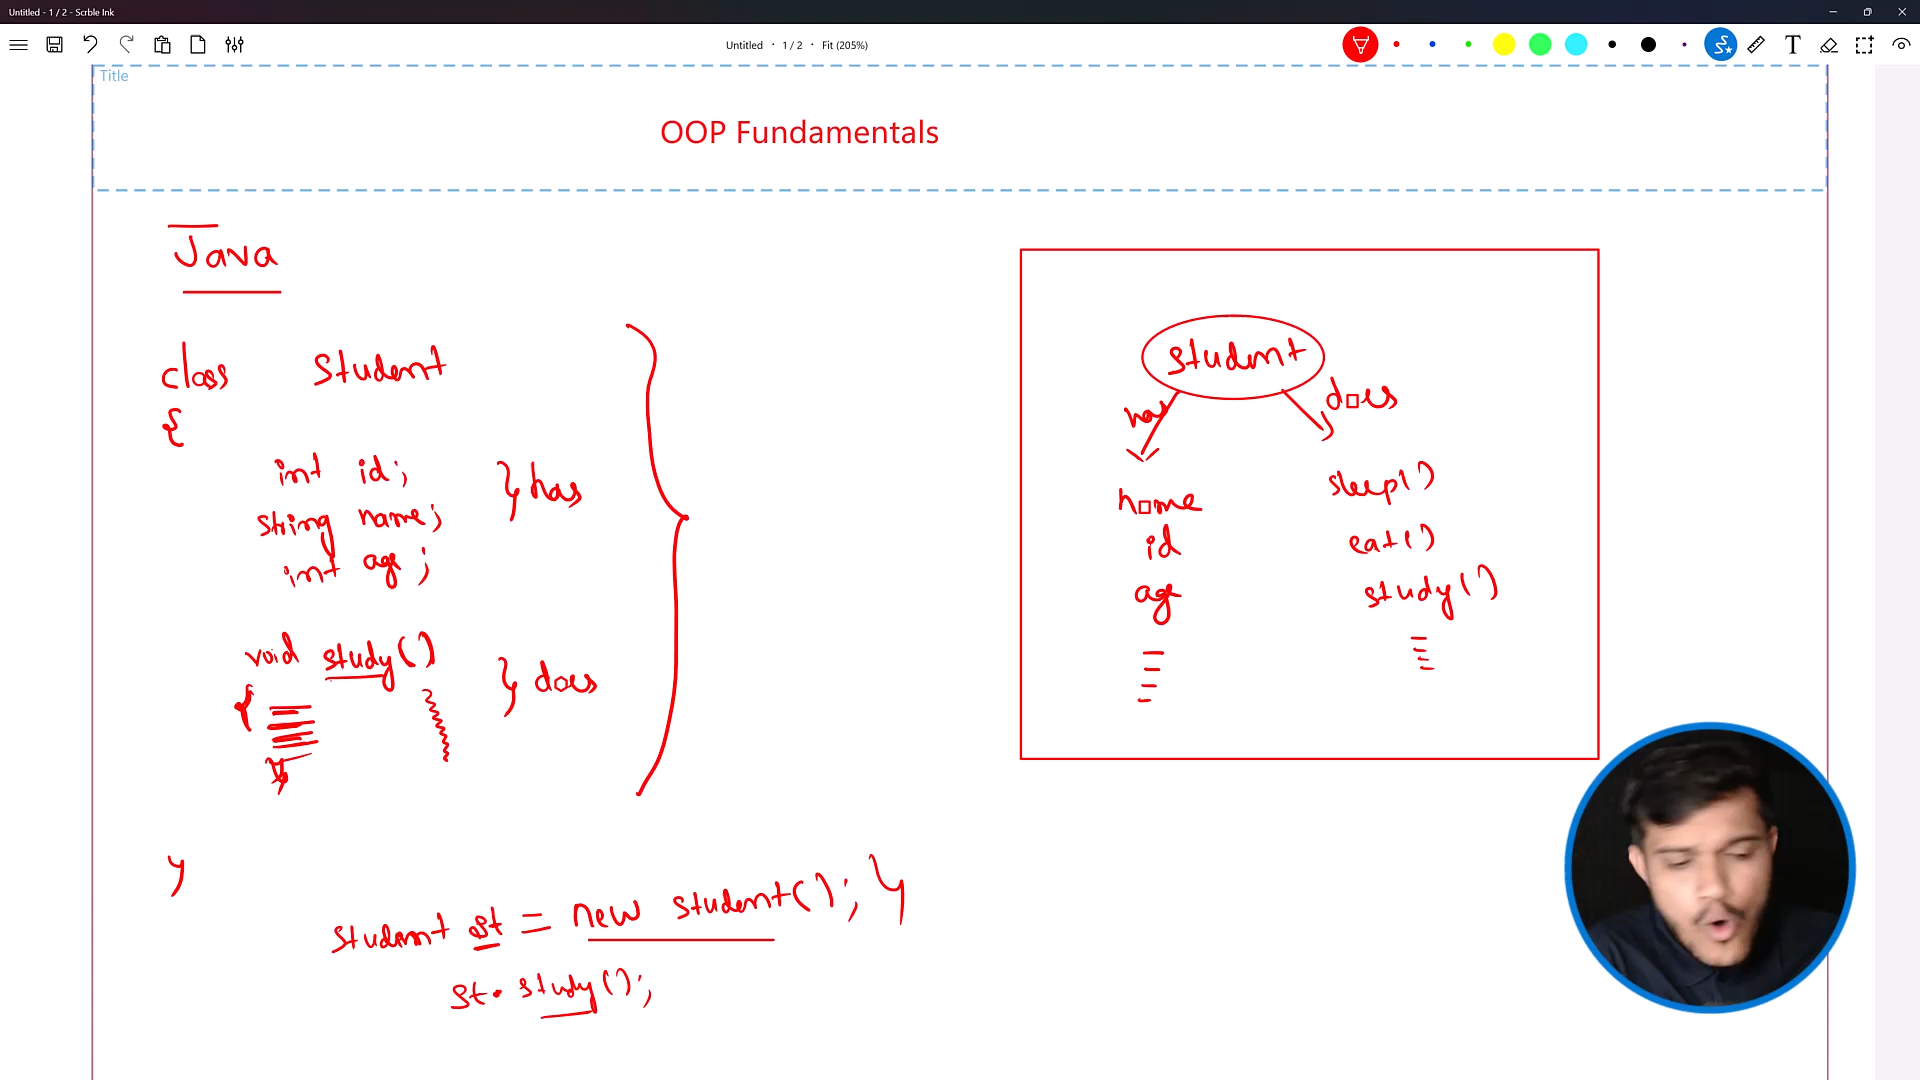 Untitled - 1 / 2 - Scrble Ink
Untitled • 1 / 2 • Fit (205%)
T
Title
OOP Fundamentals
Java
class Student
{
int id;
string name;
int age;
} has
void study()
{
}
} does
}
student st = new student();
st. study();
student
has
does
home
id
age
sleep()
eat()
study()